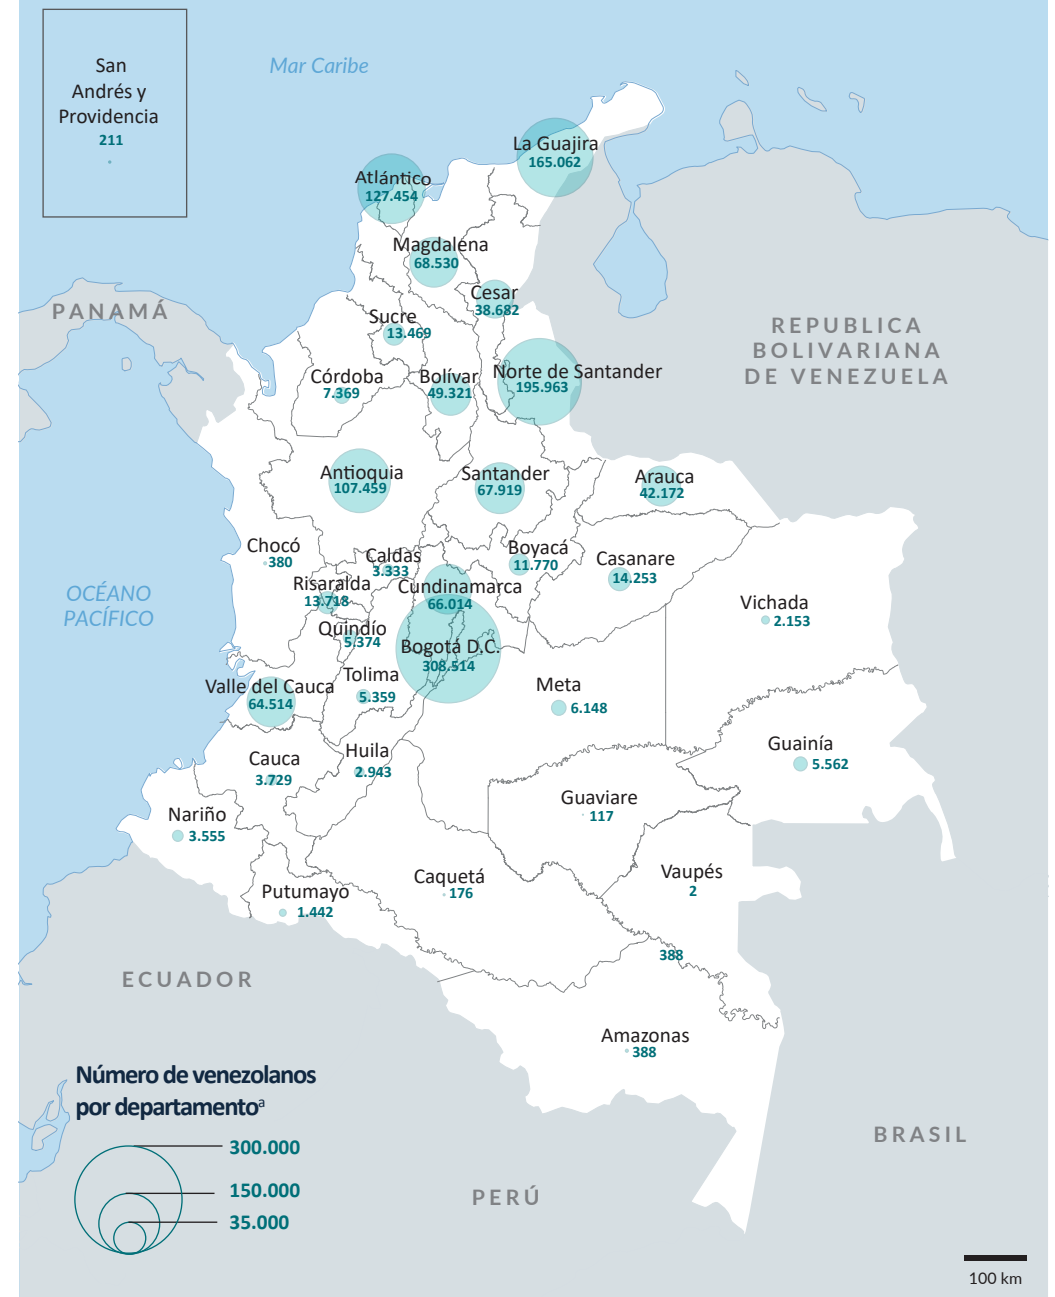 San
Andrés y
Providencia
211
Mar Caribe
La Guajira
165.062
Atlántico
127.454
Magdalena
68.530
Cesar
38.682
PANAMÁ
Sucre
13.469
REPUBLICA
BOLIVARIANA
DE VENEZUELA
Córdoba
7.369
Bolívar
49.321
Norte de Santander
195.963
Antioquia
107.459
Santander
67.919
Arauca
42.172
Chocó
380
Caldas
3.333
Boyacá
11.770
Casanare
14.253
Risaralda
13.718
Cundinamarca
66.014
OCÉANO
PACÍFICO
Vichada
2.153
Quindío
5.374
Bogotá D.C.
308.514
Valle del Cauca
64.514
Tolima
5.359
Meta
6.148
Guainía
5.562
Cauca
3.729
Huila
2.943
Nariño
3.555
Guaviare
117
Caquetá
176
Vaupés
2
Putumayo
1.442
388
ECUADOR
Amazonas
388
Número de venezolanos
por departamentoª
300.000
150.000
35.000
BRASIL
PERÚ
100 km